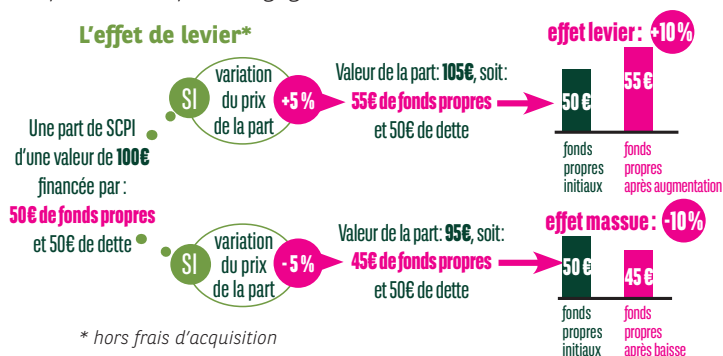 L'effet de levier*
Une part de SCPI
d'une valeur de 100€
financée par :
50€ de fonds propres
et 50€ de dette
SI
variation
du prix
de la part
+5 %
Valeur de la part: 105€, soit:
55€ de fonds propres
et 50€ de dette
effet levier : +10%
50 €
55 €
fonds
propres
initiaux
fonds
propres
après augmentation
SI
variation
du prix
de la part
-5 %
Valeur de la part: 95€, soit:
45€ de fonds propres
et 50€ de dette
effet massue : -10%
50 €
45 €
fonds
propres
initiaux
fonds
propres
après baisse
* hors frais d'acquisition